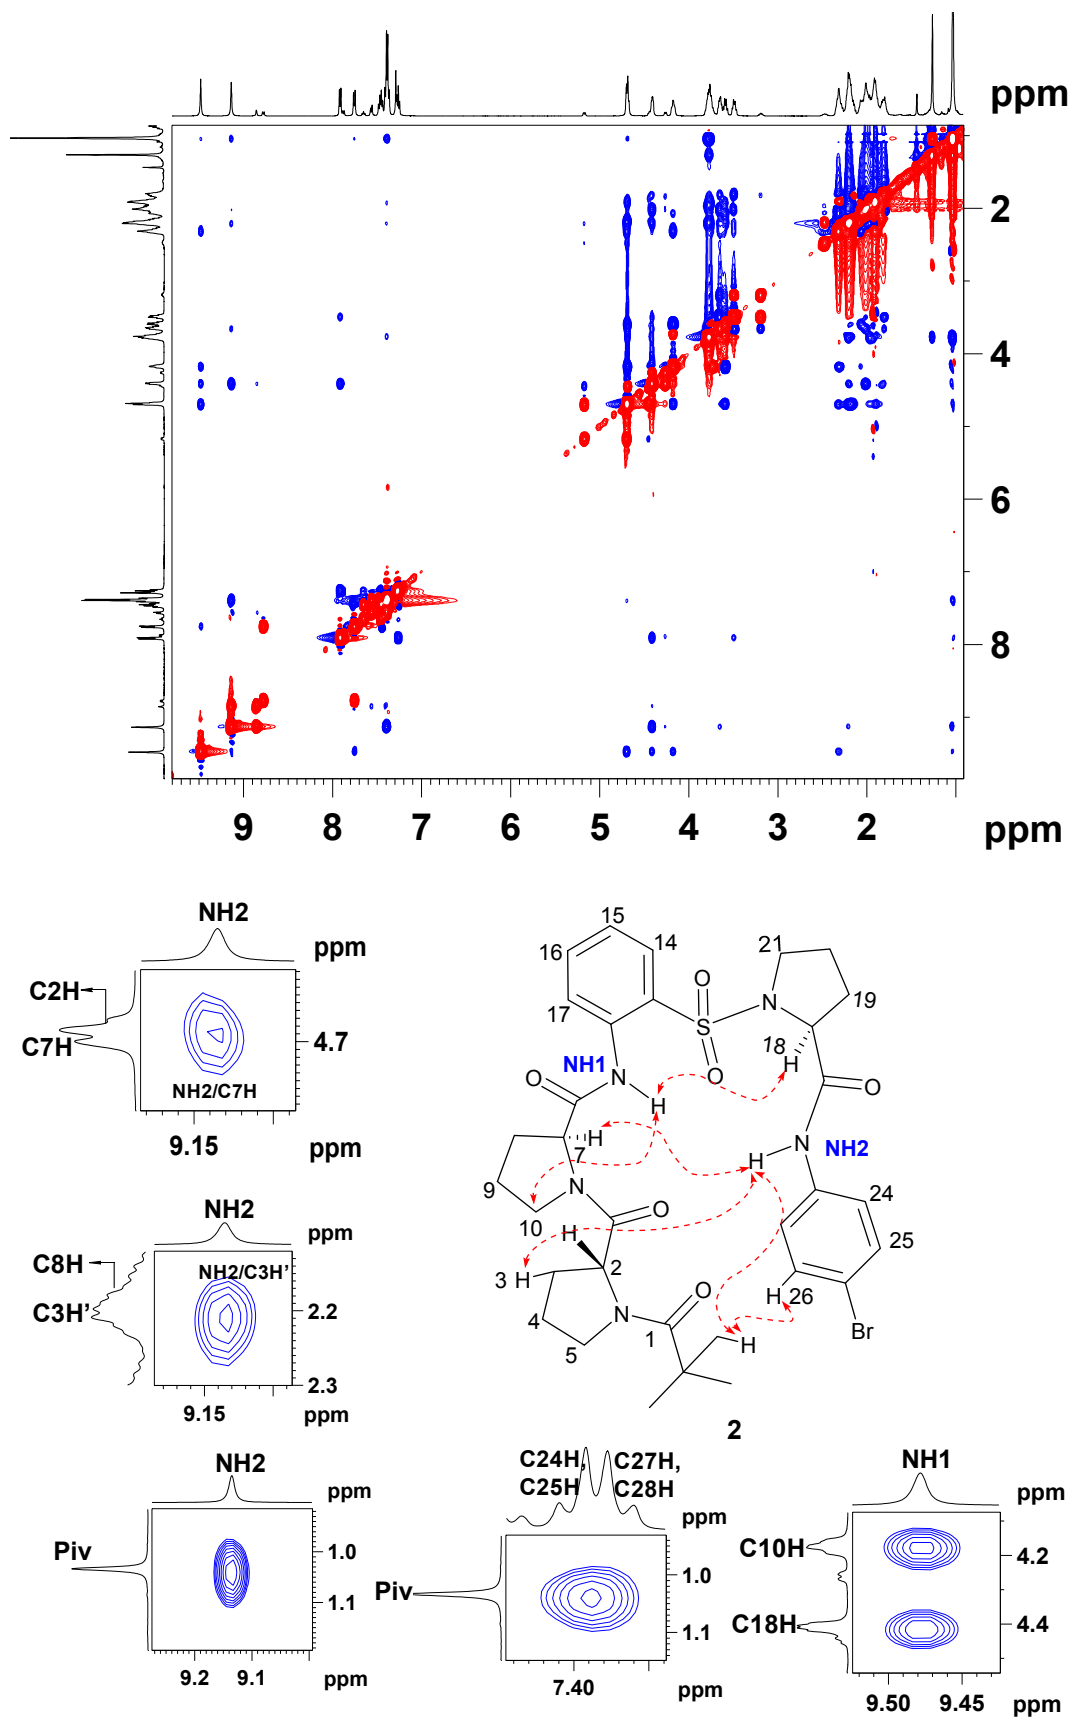 ppm
2
4
6
8
9 8 7 6 5 4 3 2 ppm
NH2
ppm
C2H
C7H
4.7
NH2/C7H
9.15 ppm
NH2
ppm
C8H
NH2/C3H'
C3H'
2.2
2.3
9.15 ppm
NH2
ppm
Piv
1.0
1.1
9.2 9.1 ppm
15
16
14
17
21
19
18
O
O
S
N
H
O
NH1
N
H
O
N
H
NH2
7
H
9
10
N
O
H
2
3 H
4
5
N
O
1
H
24
25
26
H
Br
2
C24H, C27H,
C25H C28H
ppm
Piv
1.0
1.1
7.40 ppm
NH1
ppm
C10H
4.2
C18H
4.4
9.50 9.45 ppm